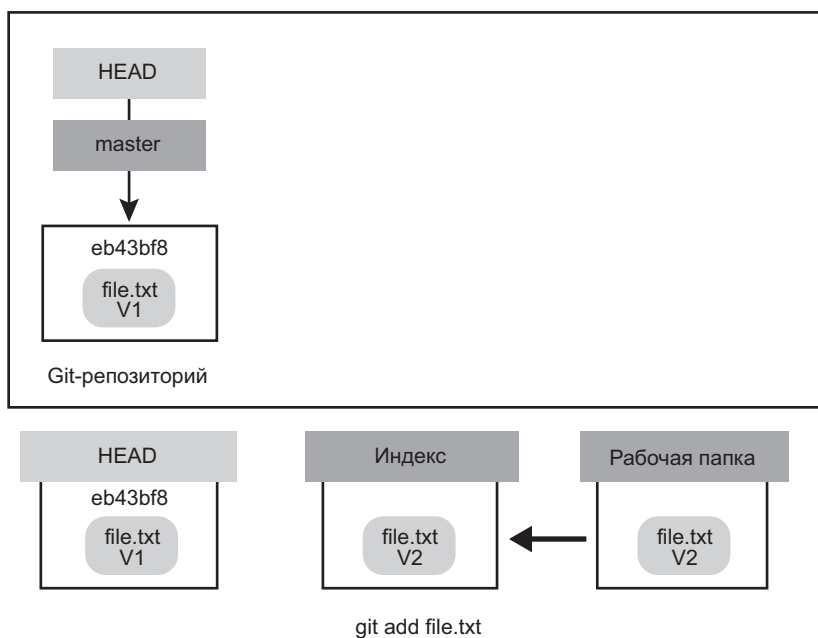 HEAD
master
eb43bf8
file.txt
V1
Git-репозиторий
HEAD
eb43bf8
file.txt
V1
Индекс
file.txt
V2
Рабочая папка
file.txt
V2
git add file.txt